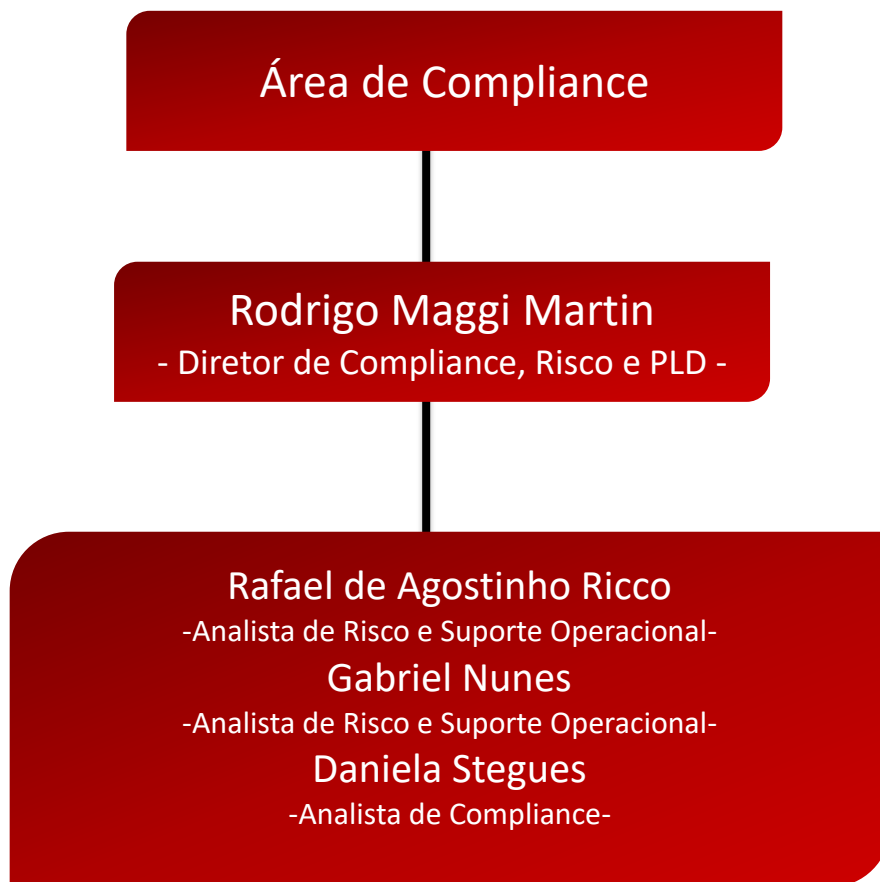 Área de Compliance
Rodrigo Maggi Martin
- Diretor de Compliance, Risco e PLD -
Rafael de Agostinho Ricco
-Analista de Risco e Suporte Operacional-
Gabriel Nunes
-Analista de Risco e Suporte Operacional-
Daniela Stegues
-Analista de Compliance-